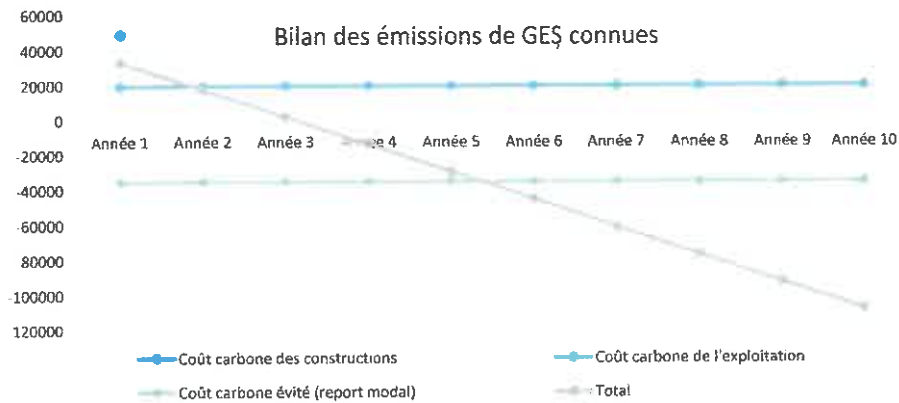 Bilan des émissions de GES connues
60000
40000
20000
0
-20000
-40000
-60000
80000
-100000
120000
Année 1 Année 2 Année 3 Année 4 Année 5 Année 6 Année 7 Année 8 Année 9 Année 10
Coût carbone des constructions
Coût carbone de l'exploitation
Coût carbone évité (report modal)
Total